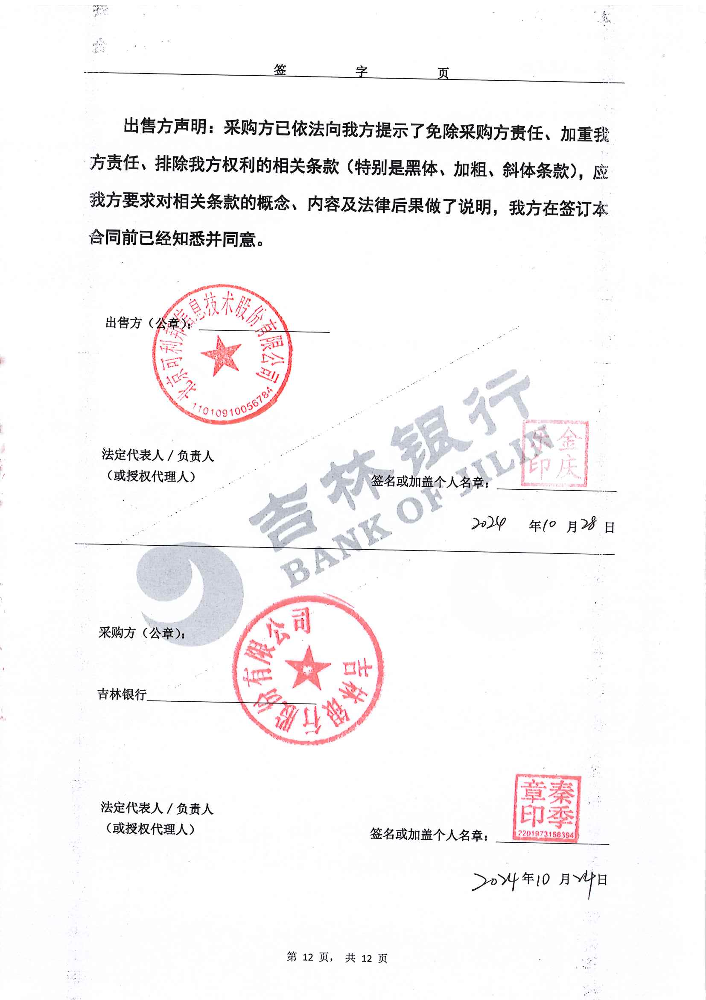 签 字 页
出售方声明：采购方已依法向我方提示了免除采购方责任、加重我
方责任、排除我方权利的相关条款（特别是黑体、加粗、斜体条款），应
我方要求对相关条款的概念、内容及法律后果做了说明，我方在签订本
合同前已经知悉并同意。
出售方（公章）：
北京可利邦信息技术股份有限公司
11010910056784
吉林银行
BANK OF JILIN
法定代表人 / 负责人
（或授权代理人）
签名或加盖个人名章：
金庆
印
2024 年10 月28 日
采购方（公章）：
吉林银行股份有限公司
吉林银行
法定代表人 / 负责人
（或授权代理人）
签名或加盖个人名章：
秦季章印
2201973158394
2024年10月24日
第 12 页， 共 12 页